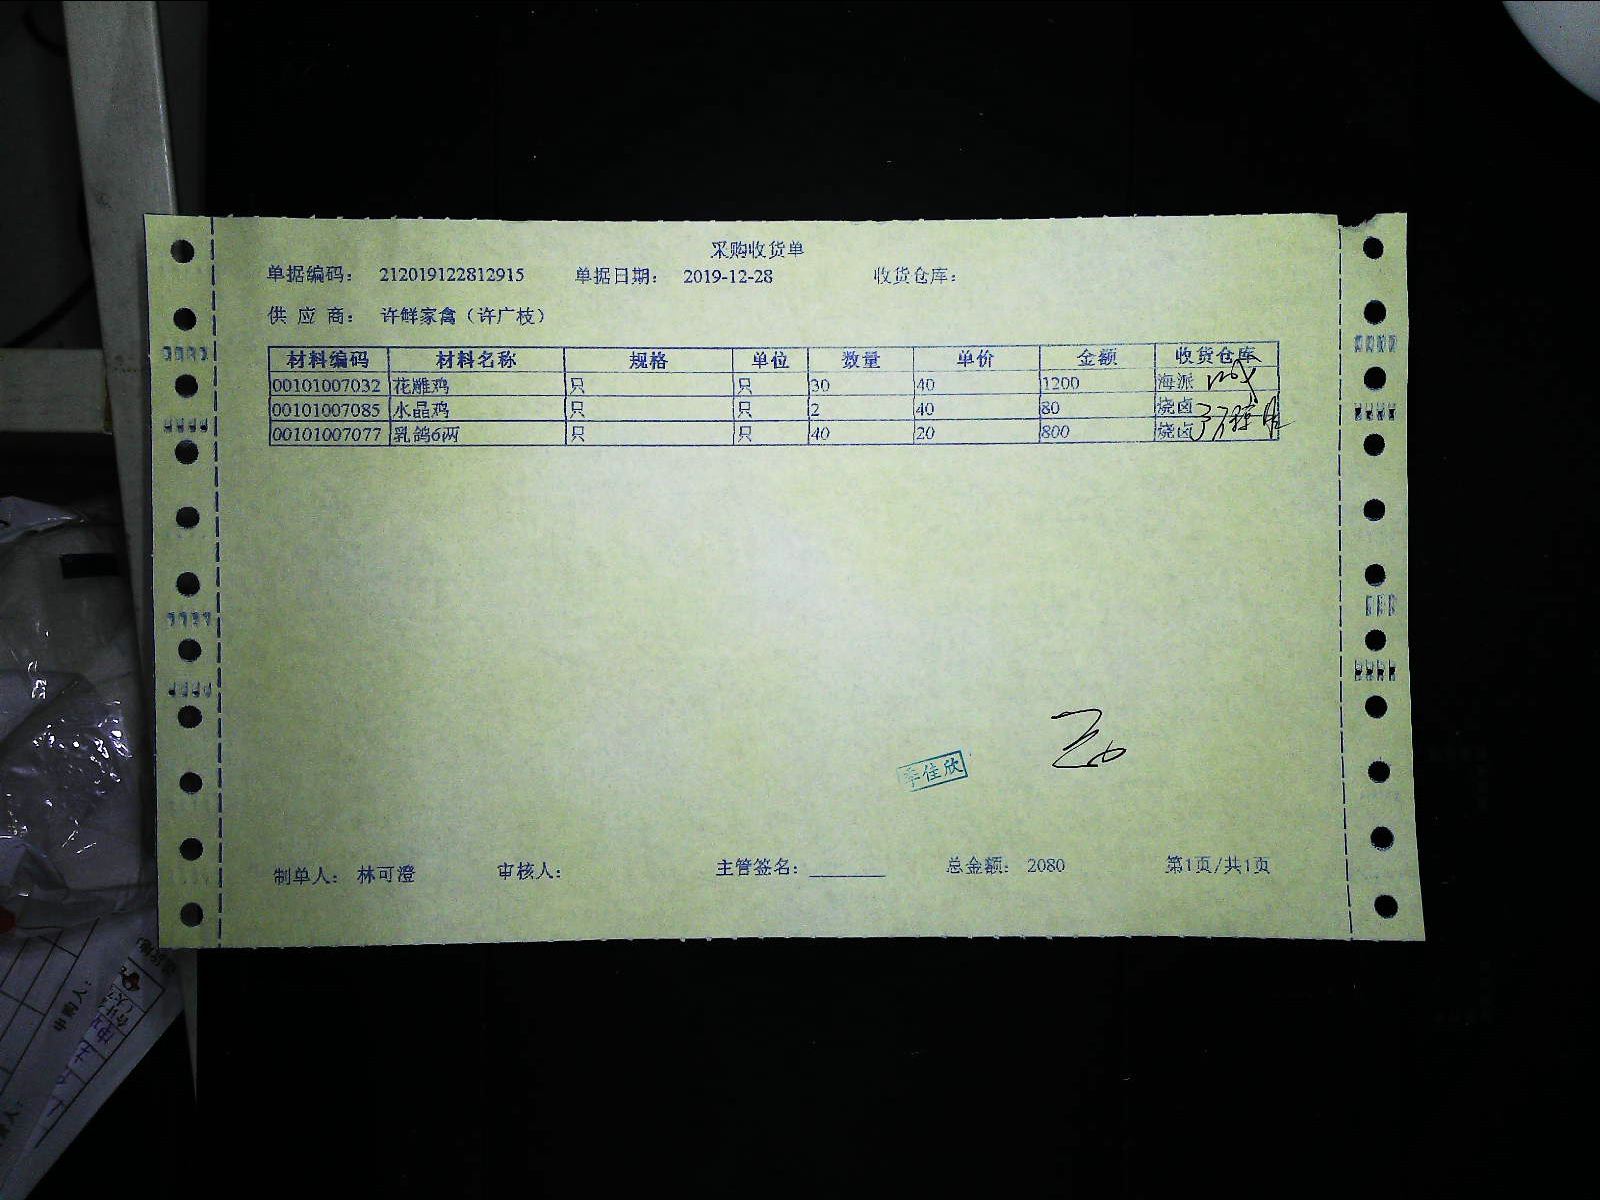 采购收货单
单据编码： 212019122812915 单据日期： 2019-12-28 收货仓库：
供 应 商： 许鲜家禽（许广枝）
材料编码 材料名称 规格 单位 数量 单价 金额 收货仓库
00101007032 花雕鸡 只 只 30 40 1200 海派
00101007085 水晶鸡 只 只 2 40 80 烧卤
00101007077 乳鸽6两 只 只 40 20 800 烧卤
李佳欣
制单人： 林可澄 审核人： 主管签名： 总金额： 2080 第1页/共1页